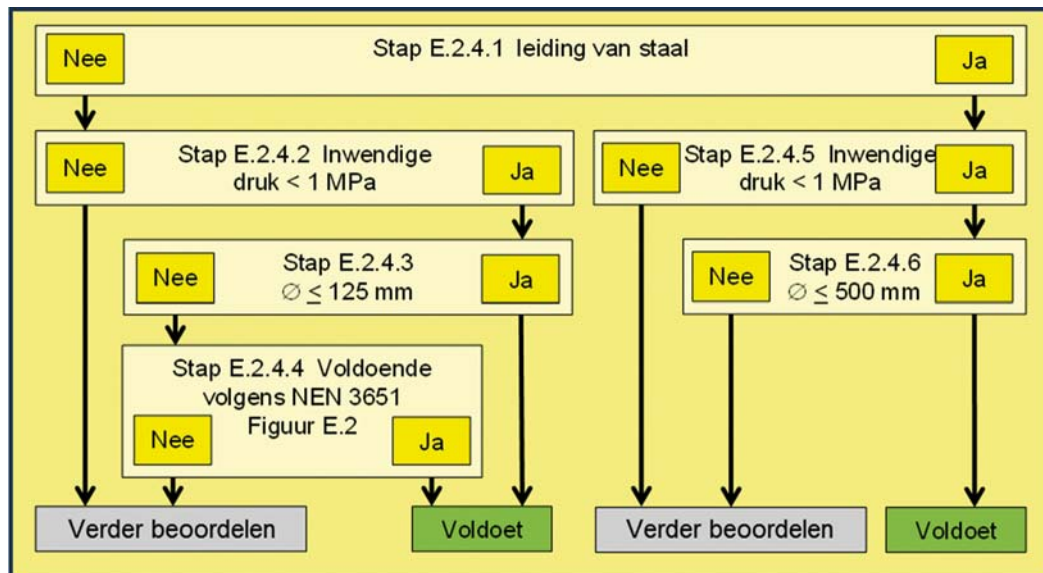 Stap E.2.4.1 leiding van staal
Nee
Ja
Nee
Stap E.2.4.2 Inwendige
druk < 1 MPa
Ja
Nee
Stap E.2.4.5 Inwendige
druk < 1 MPa
Ja
Nee
Stap E.2.4.3
∅ ≤ 125 mm
Ja
Nee
Stap E.2.4.6
∅ ≤ 500 mm
Ja
Stap E.2.4.4 Voldoende
volgens NEN 3651
Figuur E.2
Nee
Ja
Verder beoordelen
Voldoet
Verder beoordelen
Voldoet